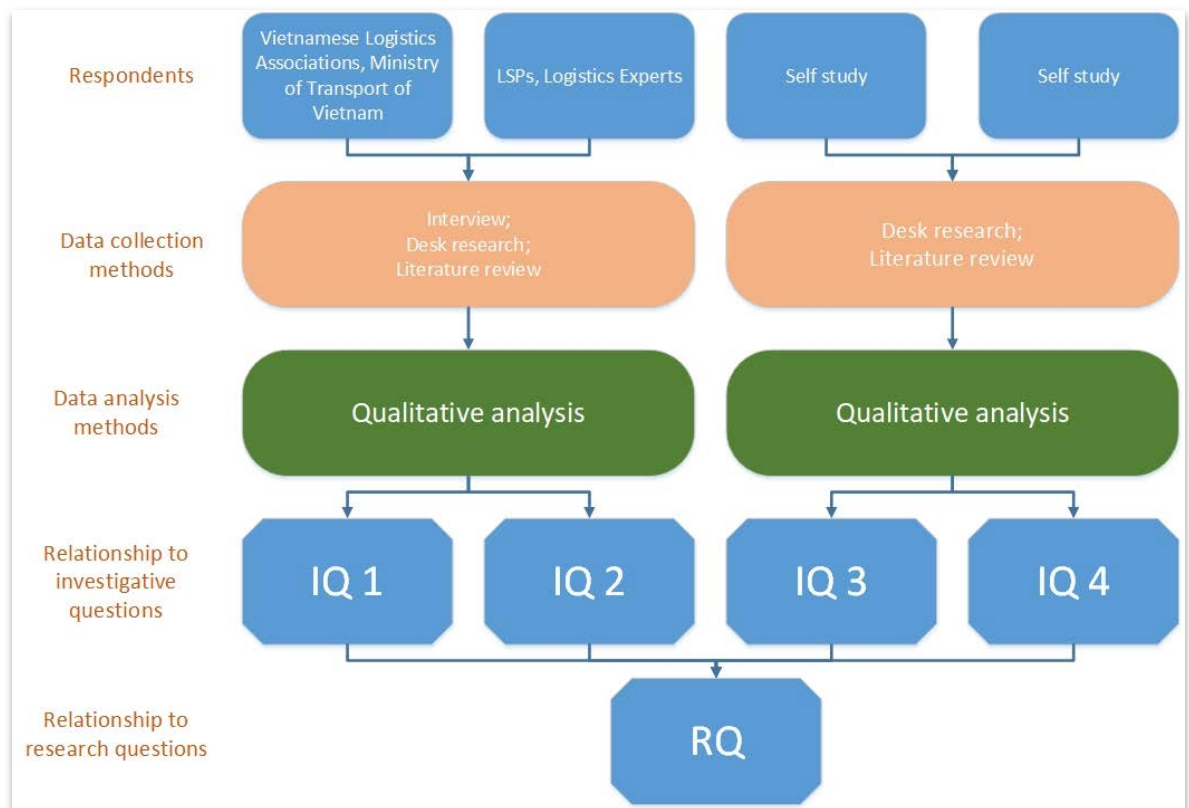 Respondents
Vietnamese Logistics
Associations, Ministry
of Transport of
Vietnam
LSPs, Logistics Experts
Self study
Self study
Data collection
methods
Interview;
Desk research;
Literature review
Desk research;
Literature review
Data analysis
methods
Qualitative analysis
Qualitative analysis
Relationship to
investigative
questions
IQ 1
IQ 2
IQ 3
IQ 4
Relationship to
research questions
RQ